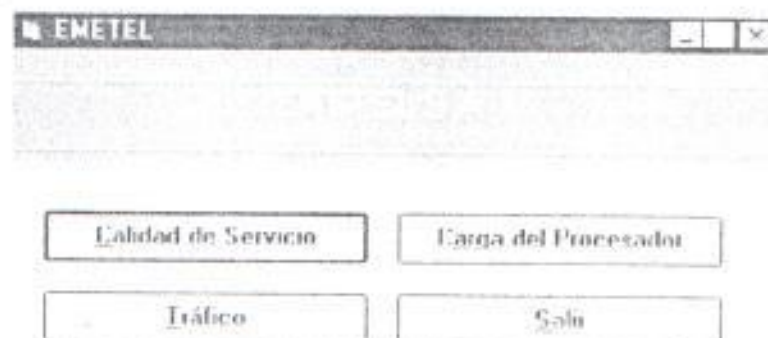 EMETEL
Calidad de Servicio
Carga del Procesador
Tráfico
Salir